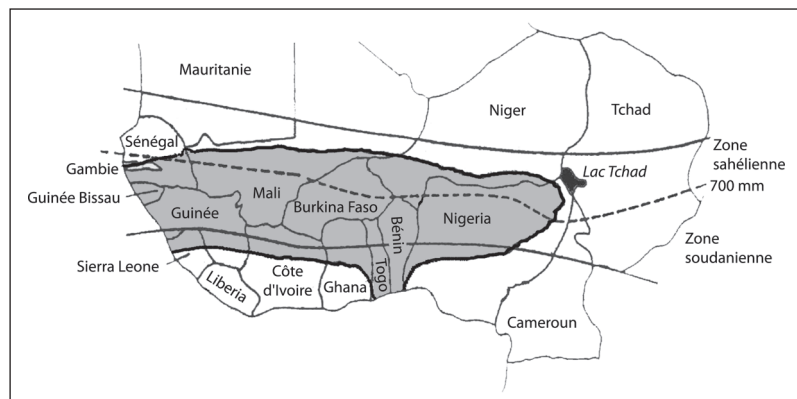 Mauritanie
Niger
Tchad
Sénégal
Zone
sahélienne
Gambie
Lac Tchad
700 mm
Guinée Bissau
Mali
Burkina Faso
Guinée
Bénin
Nigeria
Zone
soudanienne
Sierra Leone
Togo
Côte
d'Ivoire
Ghana
Liberia
Cameroun